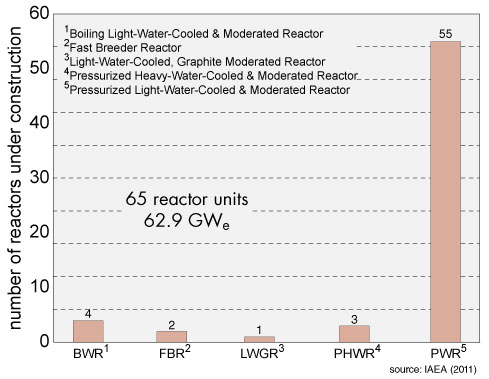 number of reactors under construction
60
50
40
30
20
10
0
¹Boiling Light-Water-Cooled & Moderated Reactor
²Fast Breeder Reactor
³Light-Water-Cooled, Graphite Moderated Reactor
⁴Pressurized Heavy-Water-Cooled & Moderated Reactor
⁵Pressurized Light-Water-Cooled & Moderated Reactor
65 reactor units
62.9 GWₑ
4
2
1
3
55
BWR¹ FBR² LWGR³ PHWR⁴ PWR⁵
source: IAEA (2011)